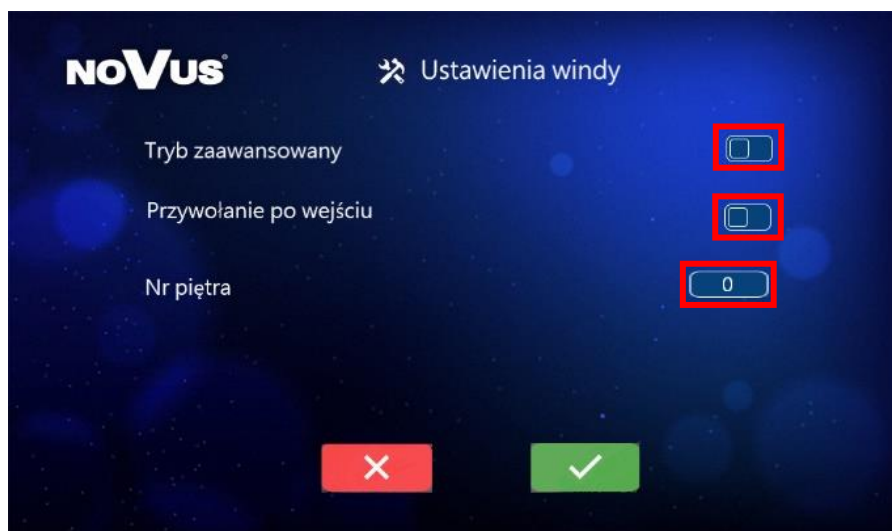 NOVUS®
Ustawienia windy
Tryb zaawansowany
Przywołanie po wejściu
Nr piętra
0